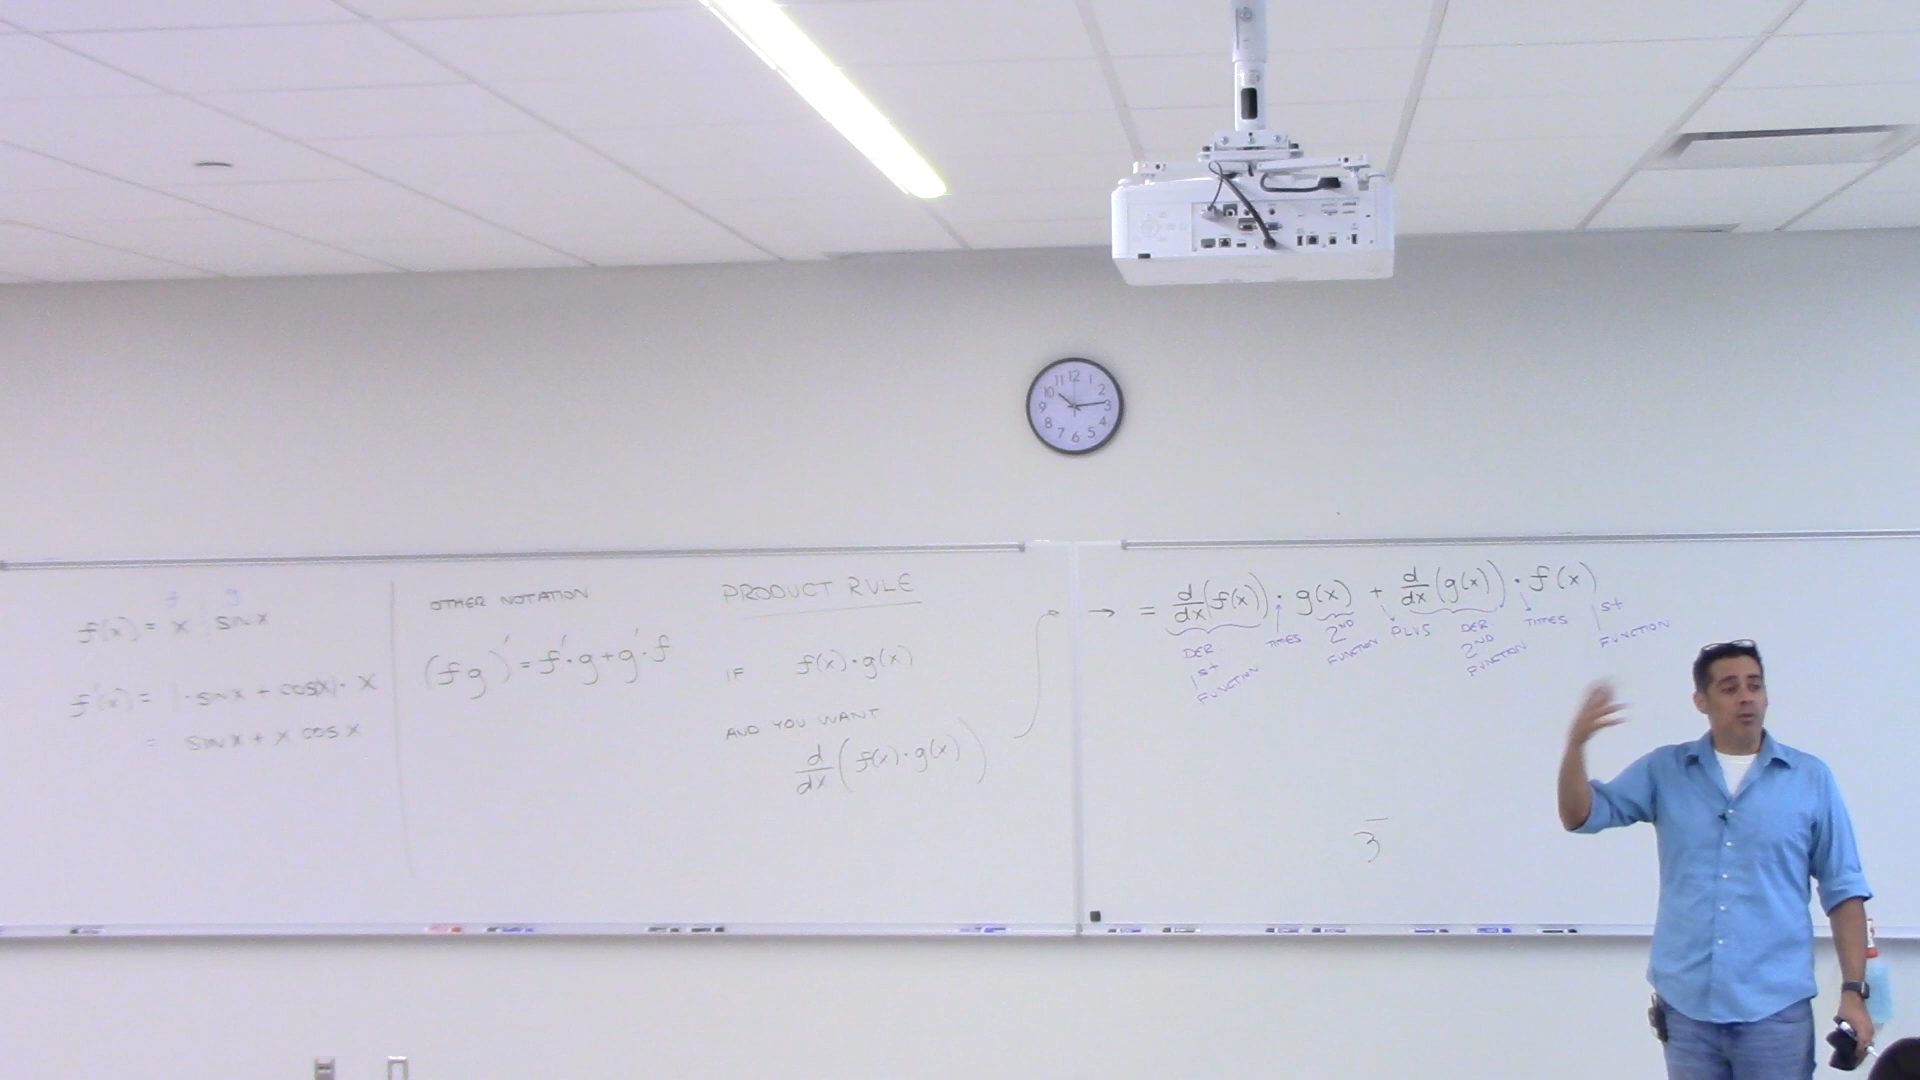 f g
f(x) = x sin x
f'(x) = 1 · sin x + cos x · x
= sin x + x cos x
OTHER NOTATION
(fg)' = f' · g + g' · f
PRODUCT RULE
IF f(x) · g(x)
AND YOU WANT
d/dx (f(x) · g(x))
→ = d/dx (f(x)) · g(x) + d/dx (g(x)) · f(x)
DER 1st FUNCTION
TIMES
2ND FUNCTION
PLUS
DER 2ND FUNCTION
TIMES
1st FUNCTION
12 1 2 3 4 5 6 7 8 9 10 11